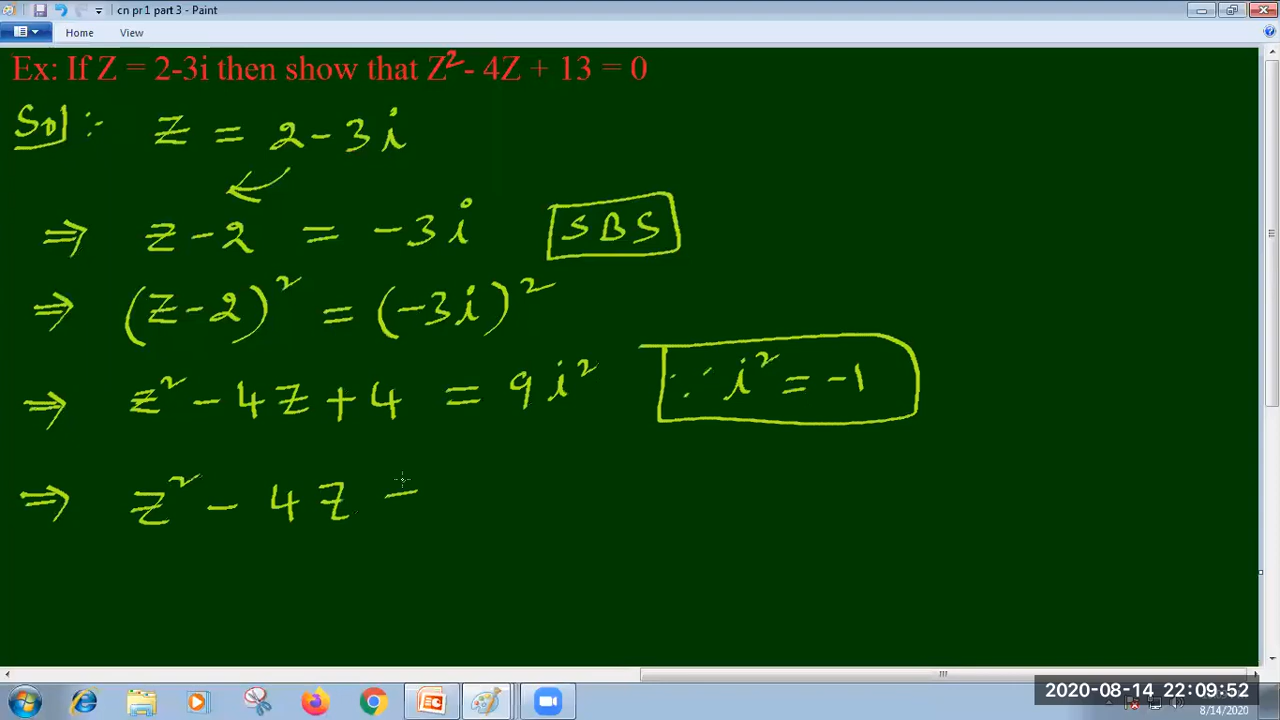 cn pr1 part 3 - Paint
Home View
Ex: If Z = 2-3i then show that Z² - 4Z + 13 = 0
Sol :- Z = 2 - 3i
⇒ Z - 2 = -3i SBS
⇒ (Z - 2)² = (-3i)²
⇒ Z² - 4Z + 4 = 9i² ∵ i² = -1
⇒ Z² - 4Z -
2020-08-14 22:09:52
8/14/2020